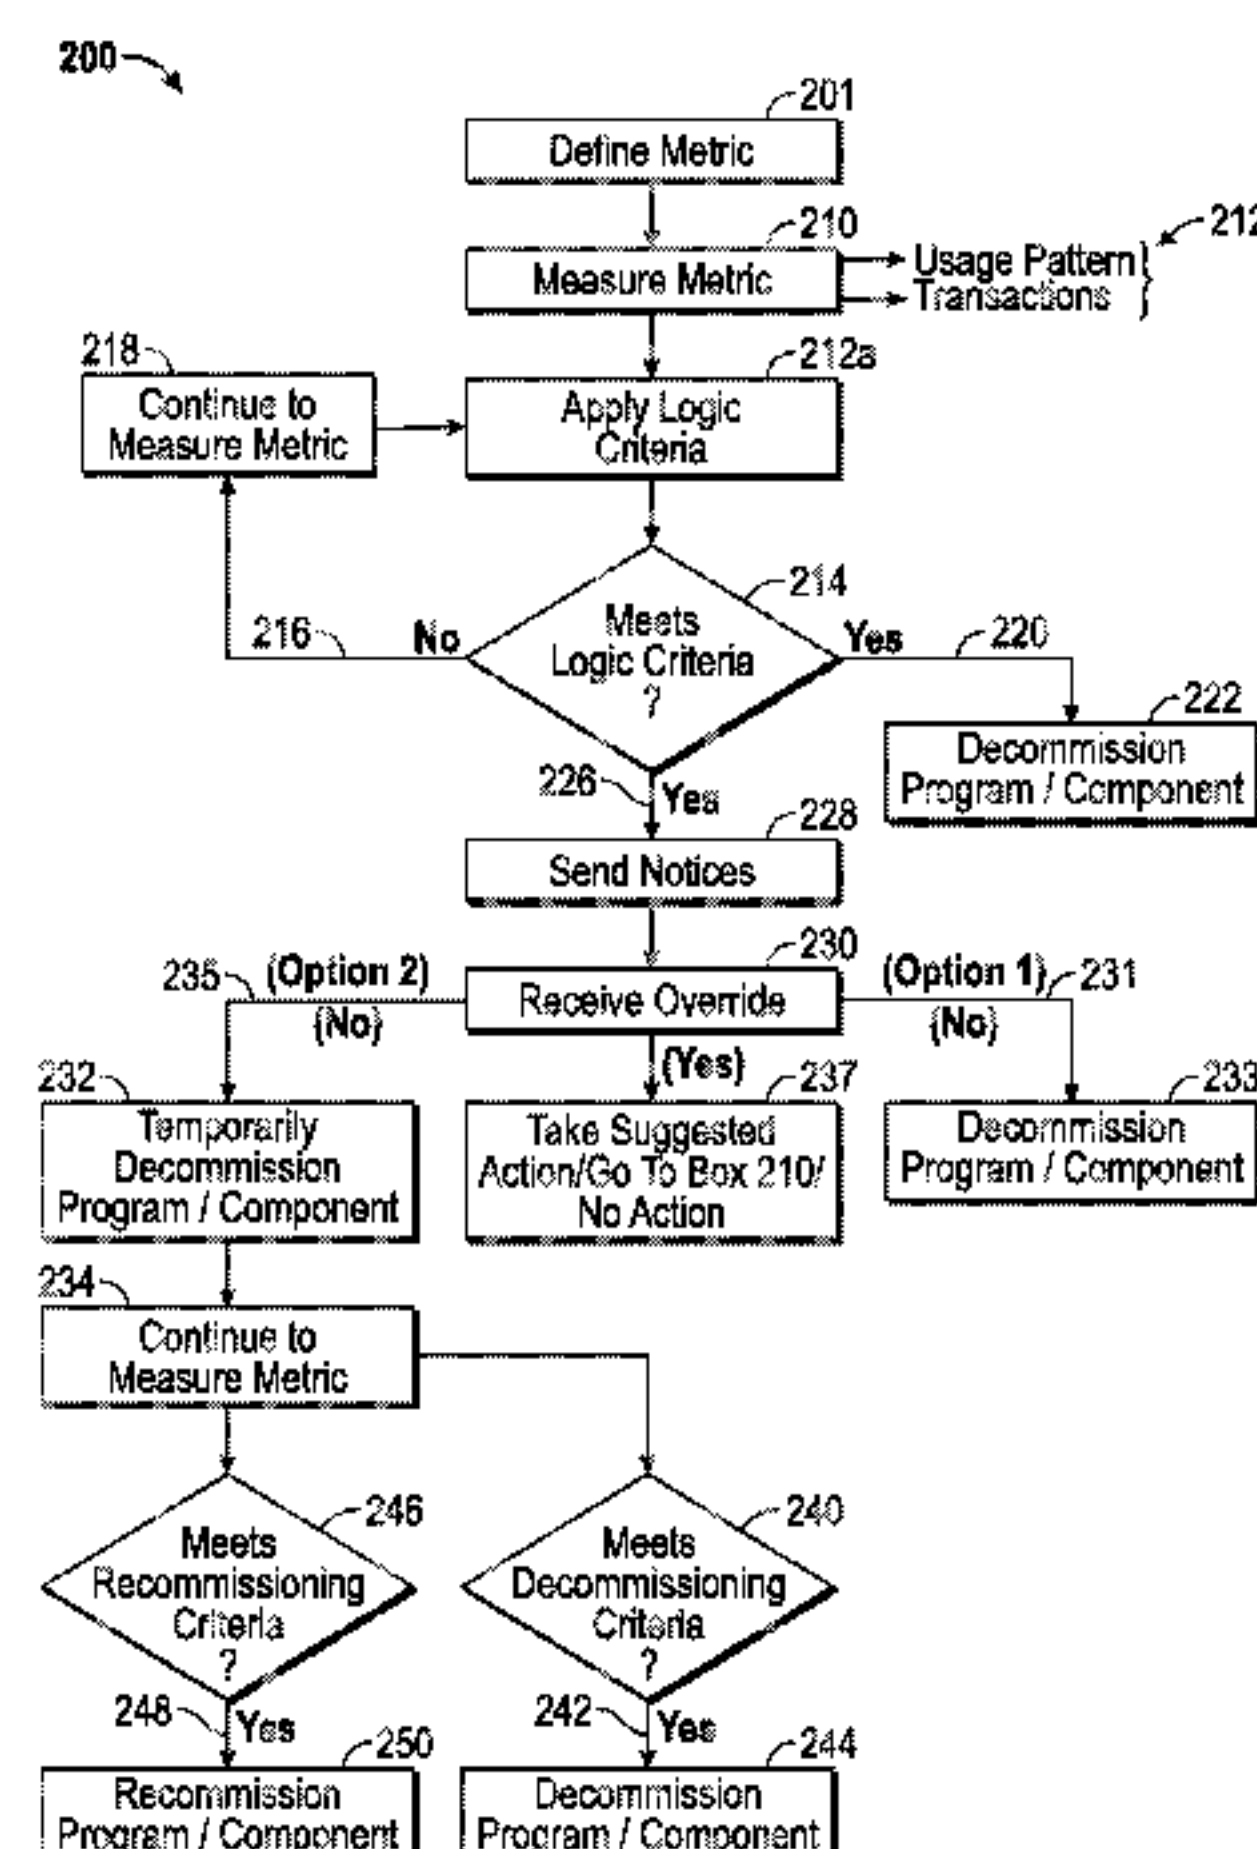 200
201
Define Metric
210
Measure Metric
212
Usage Pattern
Transactions
218
Continue to
Measure Metric
212a
Apply Logic
Criteria
214
Meets
Logic Criteria
?
216
No
Yes
220
222
Decommission
Program / Component
226
Yes
228
Send Notices
230
Receive Override
235
(Option 2)
(No)
(Option 1)
231
(No)
(Yes)
232
Temporarily
Decommission
Program / Component
237
Take Suggested
Action/Go To Box 210/
No Action
233
Decommission
Program / Component
234
Continue to
Measure Metric
246
Meets
Recommissioning
Criteria
?
240
Meets
Decommissioning
Criteria
?
248
Yes
242
Yes
250
Recommission
Program / Component
244
Decommission
Program / Component